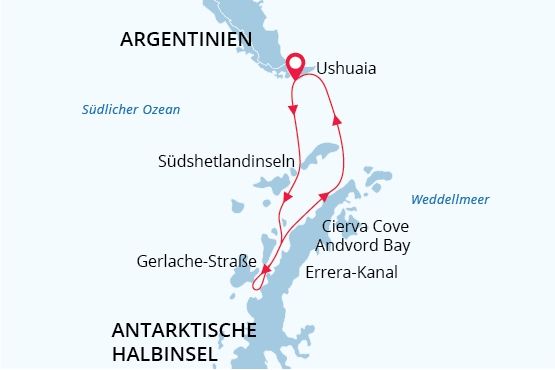 ARGENTINIEN
Ushuaia
Südlicher Ozean
Südshetlandinseln
Weddellmeer
Cierva Cove
Andvord Bay
Gerlache-Straße
Errera-Kanal
ANTARKTISCHE
HALBINSEL